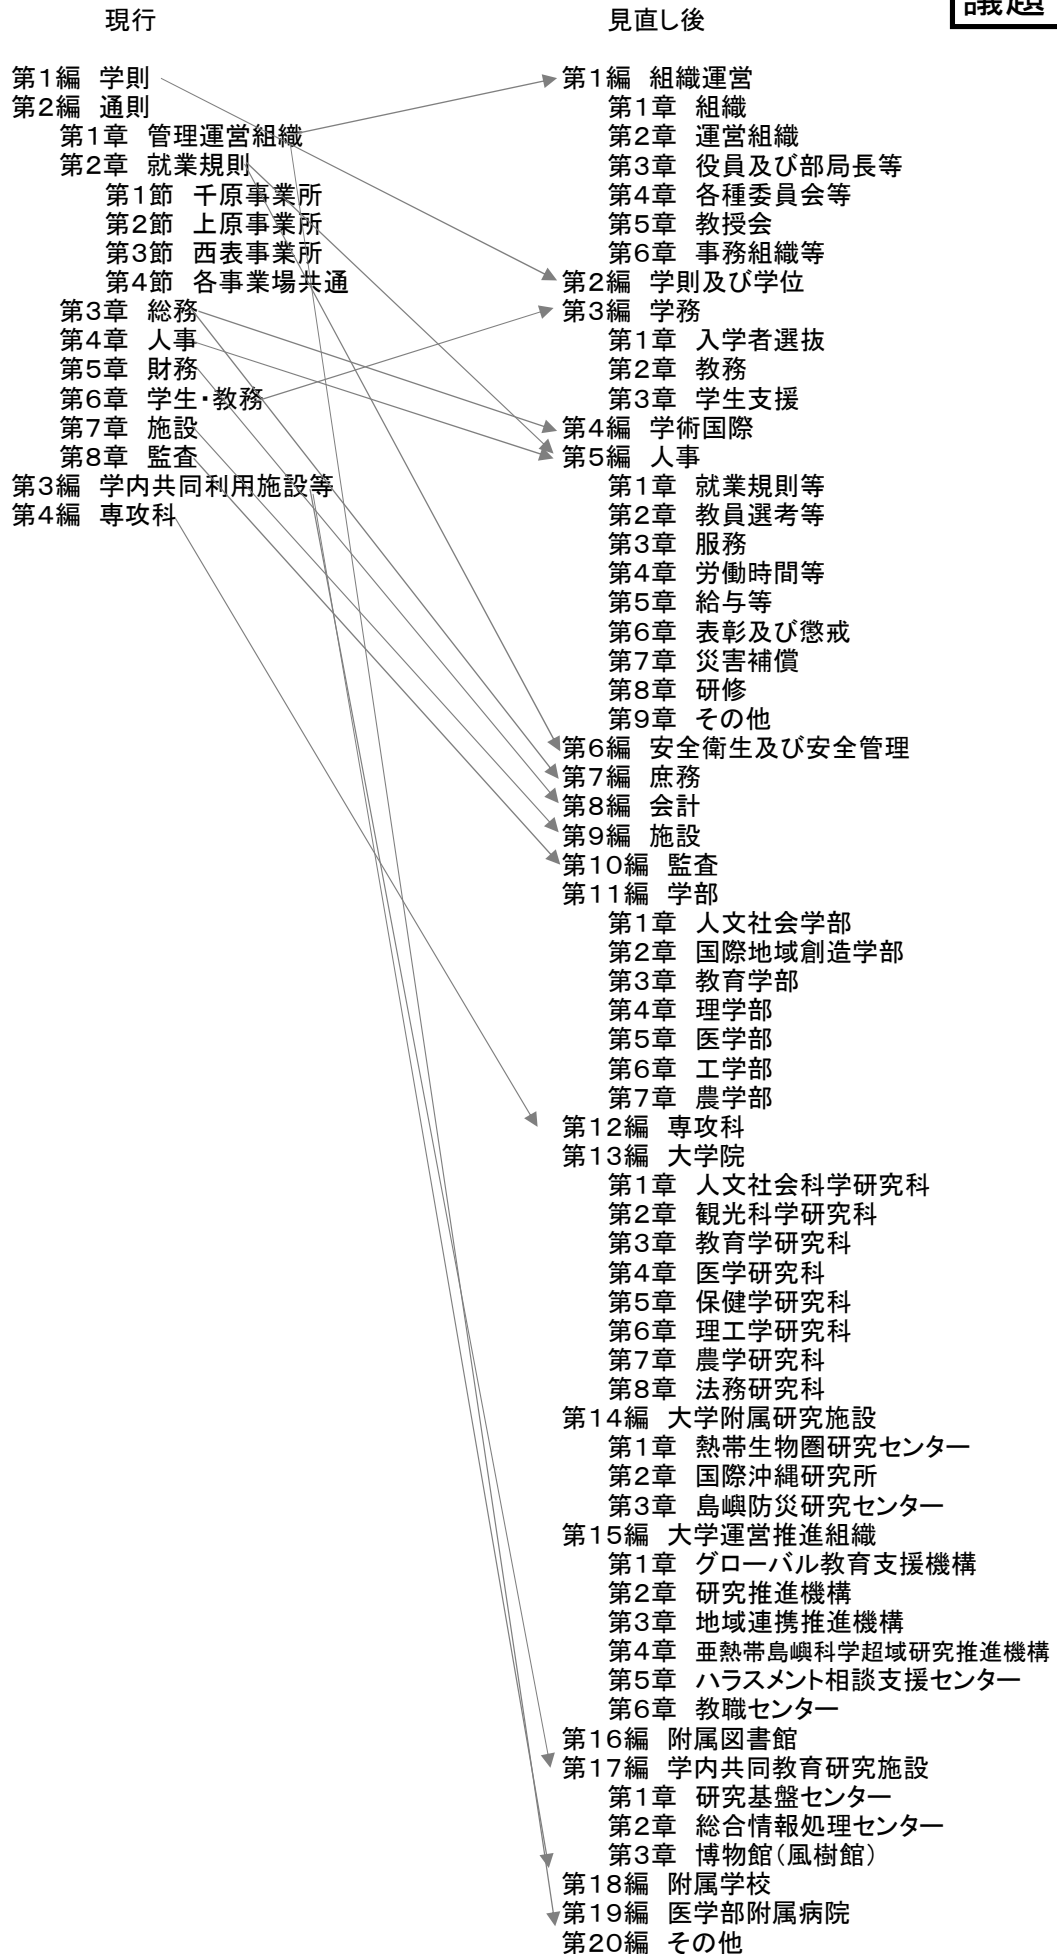 議題
現行
見直し後
第1編 学則
第2編 通則
第1章 管理運営組織
第2章 就業規則
第1節 千原事業所
第2節 上原事業所
第3節 西表事業所
第4節 各事業場共通
第3章 総務
第4章 人事
第5章 財務
第6章 学生・教務
第7章 施設
第8章 監査
第3編 学内共同利用施設等
第4編 専攻科
第1編 組織運営
第1章 組織
第2章 運営組織
第3章 役員及び部局長等
第4章 各種委員会等
第5章 教授会
第6章 事務組織等
第2編 学則及び学位
第3編 学務
第1章 入学者選抜
第2章 教務
第3章 学生支援
第4編 学術国際
第5編 人事
第1章 就業規則等
第2章 教員選考等
第3章 服務
第4章 労働時間等
第5章 給与等
第6章 表彰及び懲戒
第7章 災害補償
第8章 研修
第9章 その他
第6編 安全衛生及び安全管理
第7編 庶務
第8編 会計
第9編 施設
第10編 監査
第11編 学部
第1章 人文社会学部
第2章 国際地域創造学部
第3章 教育学部
第4章 理学部
第5章 医学部
第6章 工学部
第7章 農学部
第12編 専攻科
第13編 大学院
第1章 人文社会科学研究科
第2章 観光科学研究科
第3章 教育学研究科
第4章 医学研究科
第5章 保健学研究科
第6章 理工学研究科
第7章 農学研究科
第8章 法務研究科
第14編 大学附属研究施設
第1章 熱帯生物圏研究センター
第2章 国際沖縄研究所
第3章 島嶼防災研究センター
第15編 大学運営推進組織
第1章 グローバル教育支援機構
第2章 研究推進機構
第3章 地域連携推進機構
第4章 亜熱帯島嶼科学超域研究推進機構
第5章 ハラスメント相談支援センター
第6章 教職センター
第16編 附属図書館
第17編 学内共同教育研究施設
第1章 研究基盤センター
第2章 総合情報処理センター
第3章 博物館(風樹館)
第18編 附属学校
第19編 医学部附属病院
第20編 その他